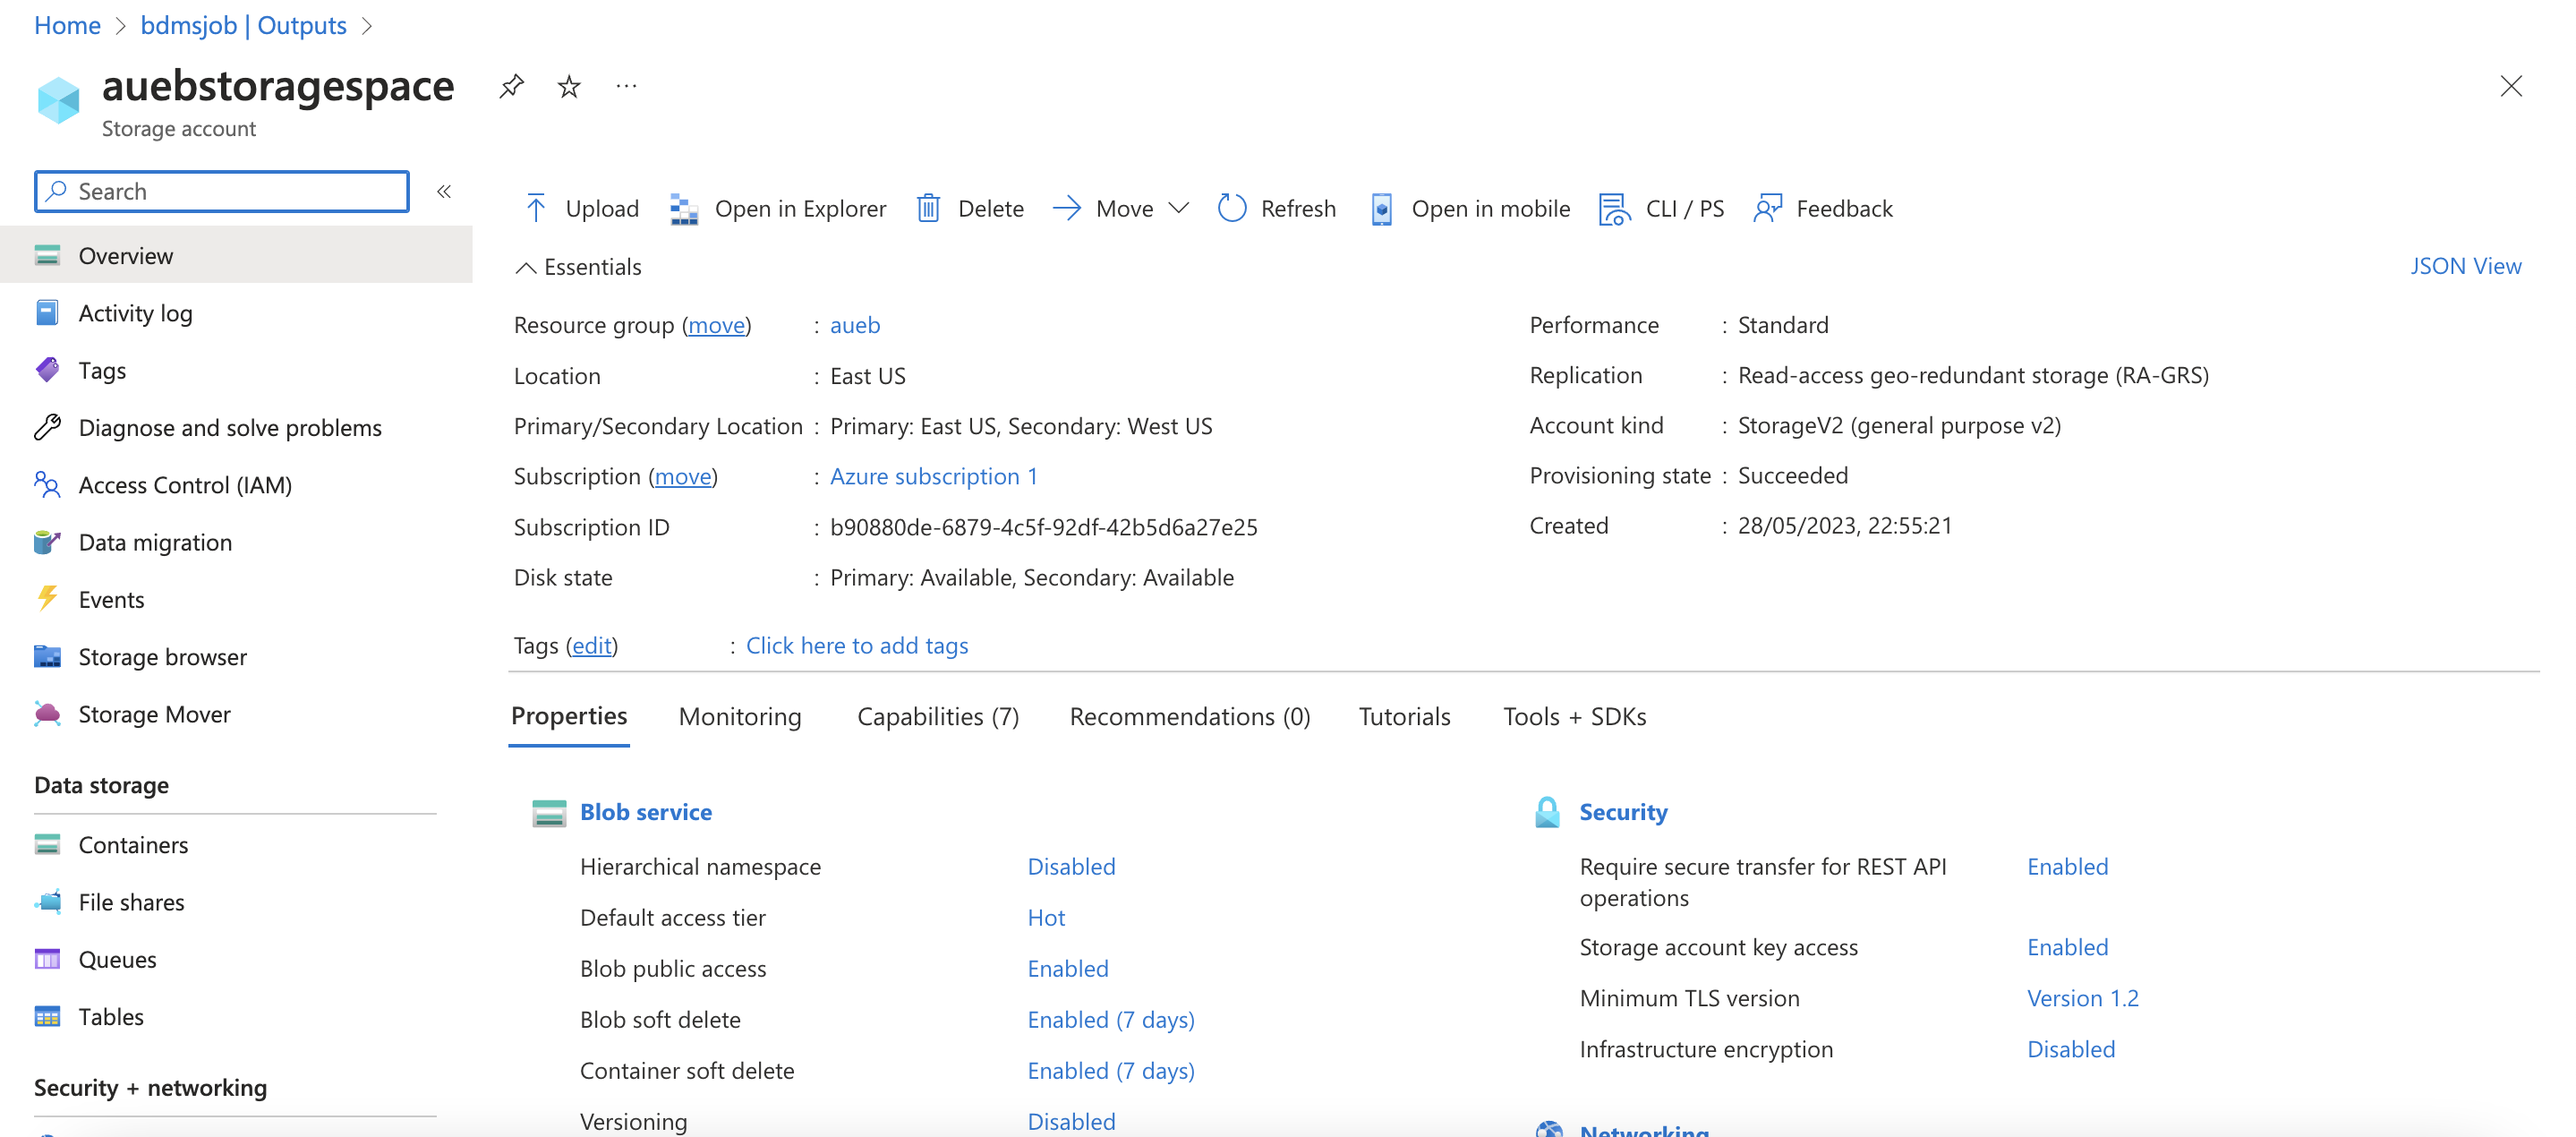 Home > bdmsjob | Outputs >
auebstoragespace
Storage account
Search
Overview
Activity log
Tags
Diagnose and solve problems
Access Control (IAM)
Data migration
Events
Storage browser
Storage Mover
Data storage
Containers
File shares
Queues
Tables
Security + networking
Upload Open in Explorer Delete Move Refresh Open in mobile CLI / PS Feedback
Essentials
JSON View
Resource group (move) : aueb
Location : East US
Primary/Secondary Location : Primary: East US, Secondary: West US
Subscription (move) : Azure subscription 1
Subscription ID : b90880de-6879-4c5f-92df-42b5d6a27e25
Disk state : Primary: Available, Secondary: Available
Performance : Standard
Replication : Read-access geo-redundant storage (RA-GRS)
Account kind : StorageV2 (general purpose v2)
Provisioning state : Succeeded
Created : 28/05/2023, 22:55:21
Tags (edit) : Click here to add tags
Properties Monitoring Capabilities (7) Recommendations (0) Tutorials Tools + SDKs
Blob service
Hierarchical namespace Disabled
Default access tier Hot
Blob public access Enabled
Blob soft delete Enabled (7 days)
Container soft delete Enabled (7 days)
Versioning Disabled
Security
Require secure transfer for REST API Enabled
operations
Storage account key access Enabled
Minimum TLS version Version 1.2
Infrastructure encryption Disabled
Networking